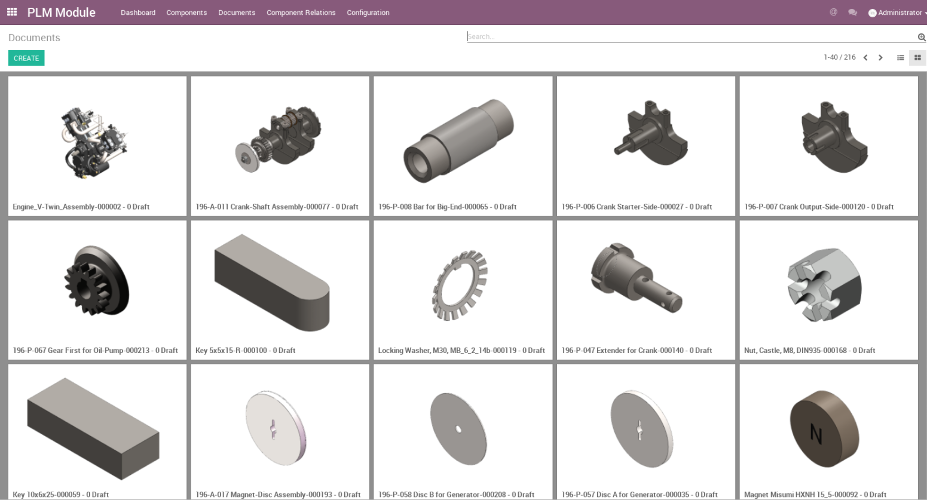 PLM Module Dashboard Components Documents Component Relations Configuration @ Administrator
Documents Search...
CREATE 1-40 / 216
Engine_V-Twin_Assembly-000002 - 0 Draft
196-A-011 Crank-Shaft Assembly-000077 - 0 Draft
196-P-008 Bar for Big-End-000065 - 0 Draft
196-P-006 Crank Starter-Side-000027 - 0 Draft
196-P-007 Crank Output-Side-000120 - 0 Draft
196-P-067 Gear First for Oil-Pump-000213 - 0 Draft
Key 5x5x15-R-000100 - 0 Draft
Locking Washer, M30, MB_6_2_14b-000119 - 0 Draft
196-P-047 Extender for Crank-000140 - 0 Draft
Nut, Castle, M8, DIN935-000168 - 0 Draft
N
Key 10x6x25-000059 - 0 Draft
196-A-017 Magnet-Disc Assembly-000193 - 0 Draft
196-P-058 Disc B for Generator-000208 - 0 Draft
196-P-057 Disc A for Generator-000035 - 0 Draft
Magnet Misumi HXNH 15_5-000092 - 0 Draft